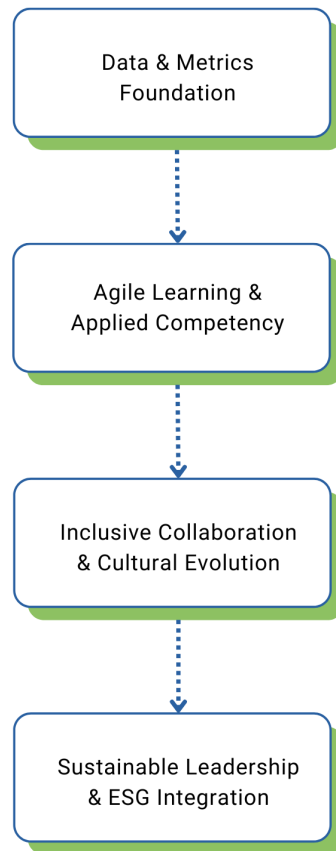 Data & Metrics
Foundation
Agile Learning &
Applied Competency
Inclusive Collaboration
& Cultural Evolution
Sustainable Leadership
& ESG Integration